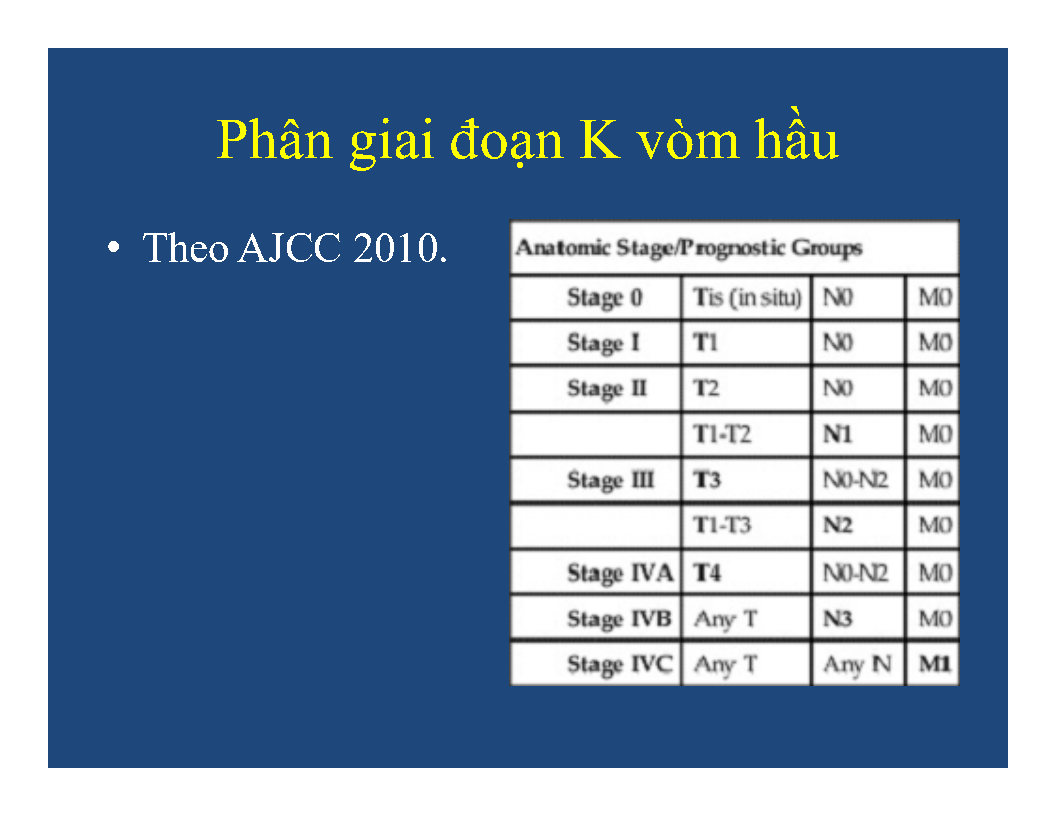 Phân giai đoạn K vòm hầu
• Theo AJCC 2010.
Anatomic Stage/Prognostic Groups
Stage 0 Tis (in situ) N0 M0
Stage I T1 N0 M0
Stage II T2 N0 M0
T1-T2 N1 M0
Stage III T3 N0-N2 M0
T1-T3 N2 M0
Stage IVA T4 N0-N2 M0
Stage IVB Any T N3 M0
Stage IVC Any T Any N M1